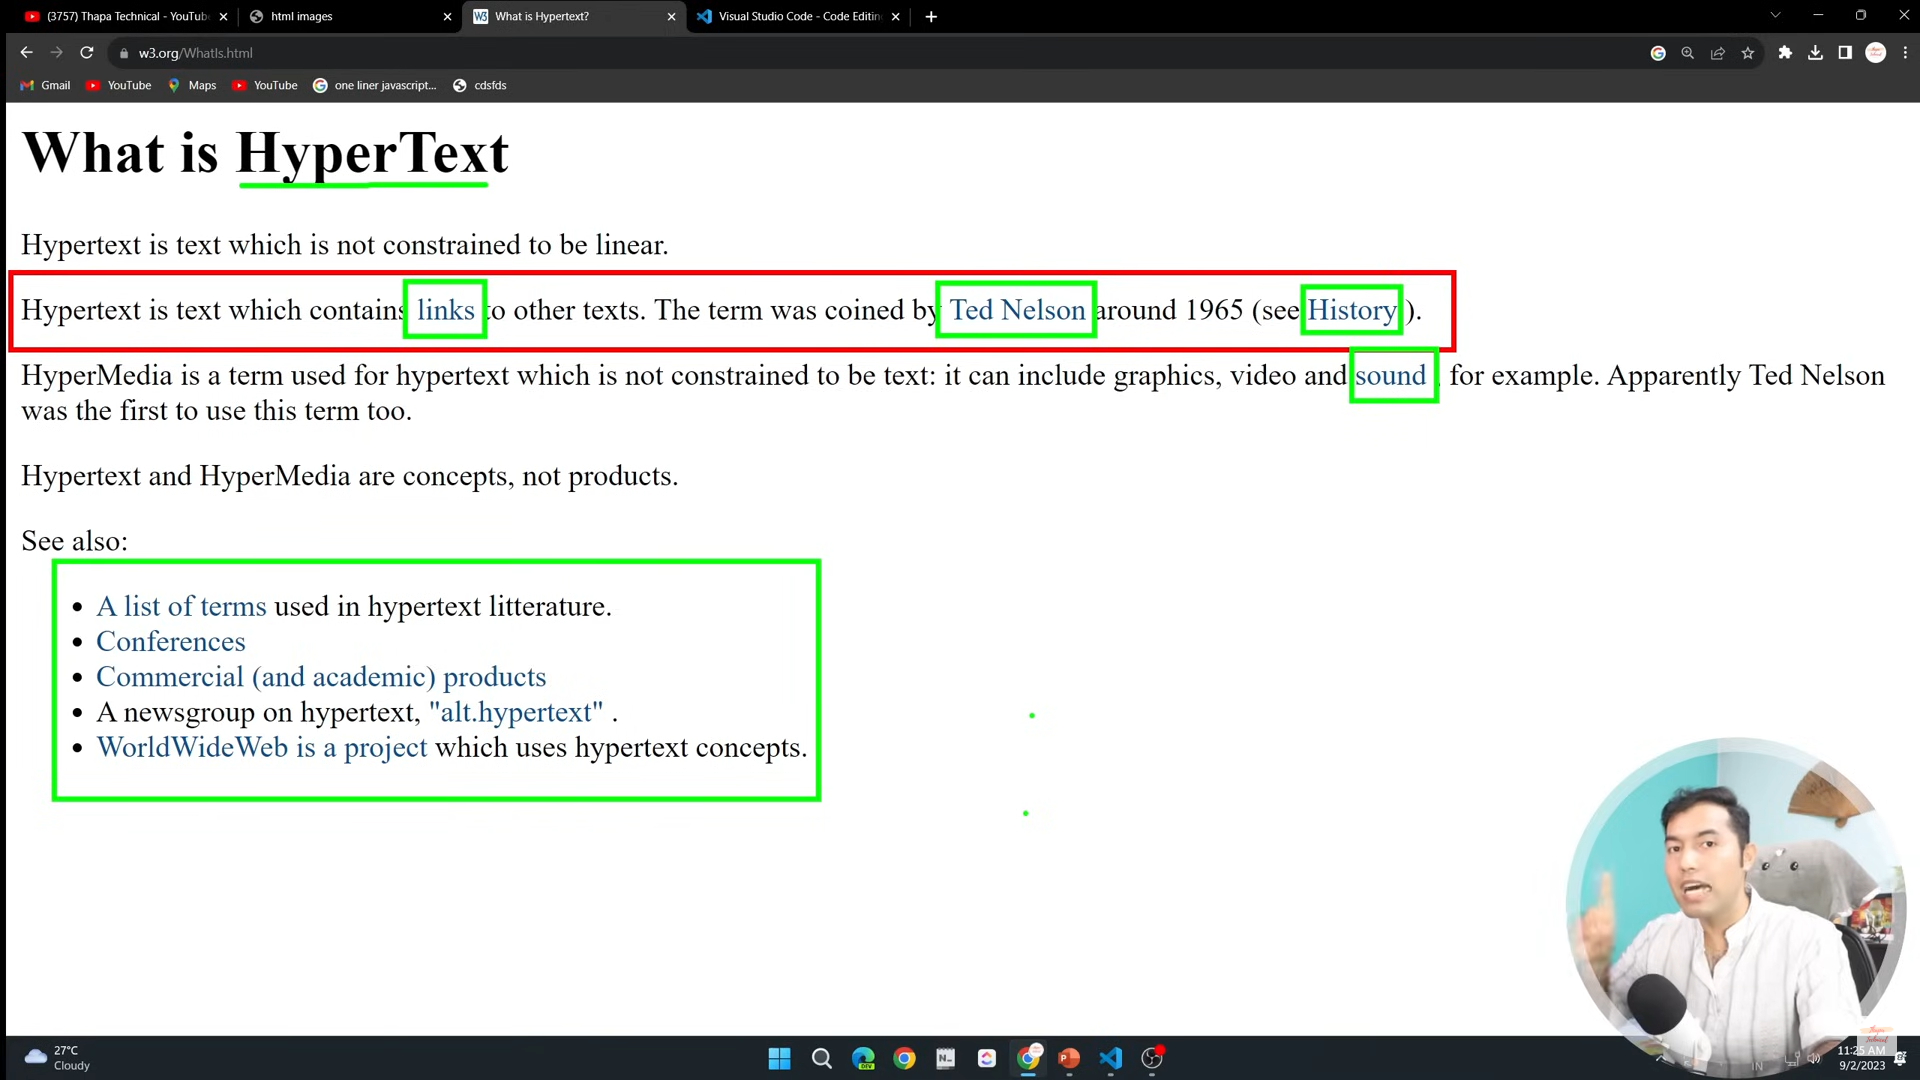 (3757) Thapa Technical - YouTub
html images
What is Hypertext?
Visual Studio Code - Code Editin
w3.org/WhatIs.html
Gmail
YouTube
Maps
YouTube
one liner javascript...
cdsfds
What is HyperText
Hypertext is text which is not constrained to be linear.
Hypertext is text which contains links to other texts. The term was coined by Ted Nelson around 1965 (see History ).
HyperMedia is a term used for hypertext which is not constrained to be text: it can include graphics, video and sound , for example. Apparently Ted Nelson
was the first to use this term too.
Hypertext and HyperMedia are concepts, not products.
See also:
• A list of terms used in hypertext litterature.
• Conferences
• Commercial (and academic) products
• A newsgroup on hypertext, "alt.hypertext" .
• WorldWideWeb is a project which uses hypertext concepts.
27°C
Cloudy
IN
11:25 AM
9/2/2023